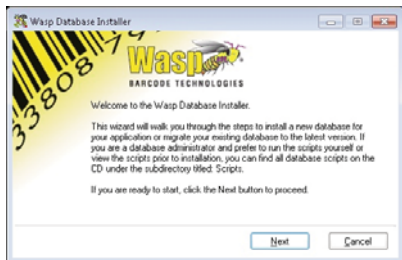 Wasp Database Installer
33808 79
Wasp
BARCODE TECHNOLOGIES
Welcome to the Wasp Database Installer.
This wizard will walk you through the steps to install a new database for
your application or migrate your existing database to the latest version. If
you are a database administrator and prefer to run the scripts yourself or
view the scripts prior to installation, you can find all database scripts on the
CD under the subdirectory titled: Scripts.
If you are ready to start, click the Next button to proceed.
Next
Cancel